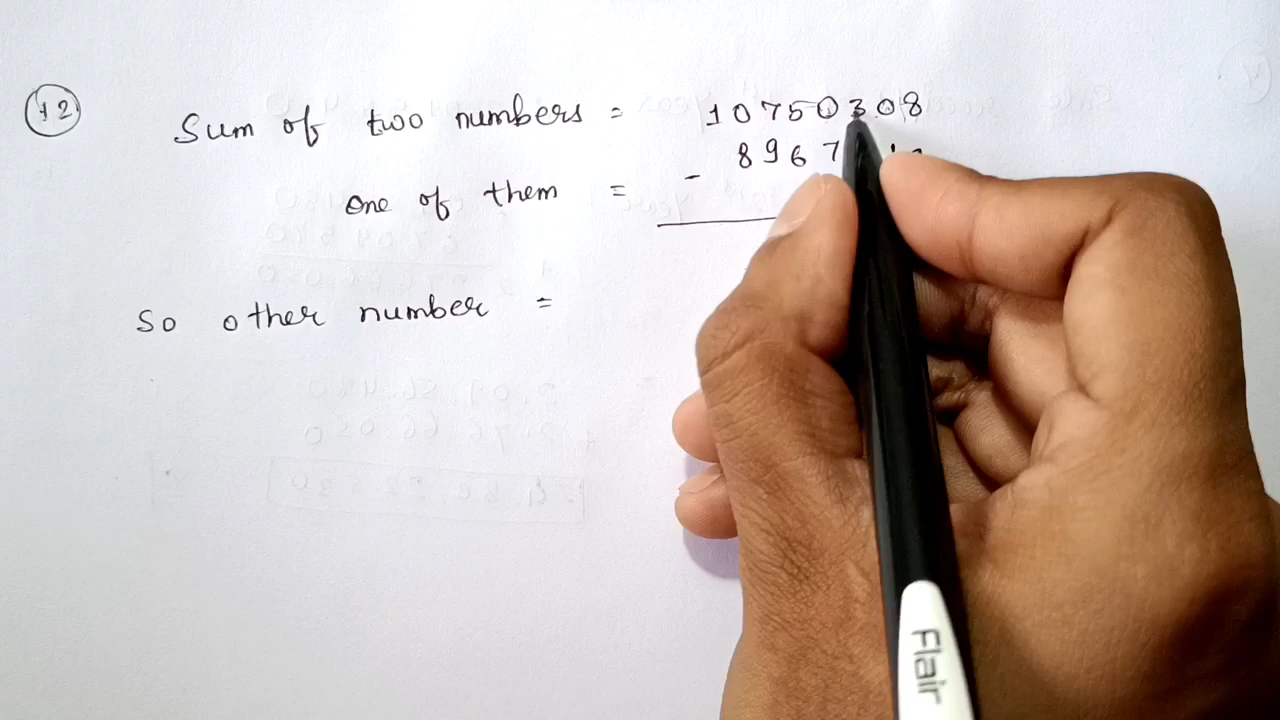 12
Sum of two numbers = 10750308
8967
one of them = -
So other number =
Flair